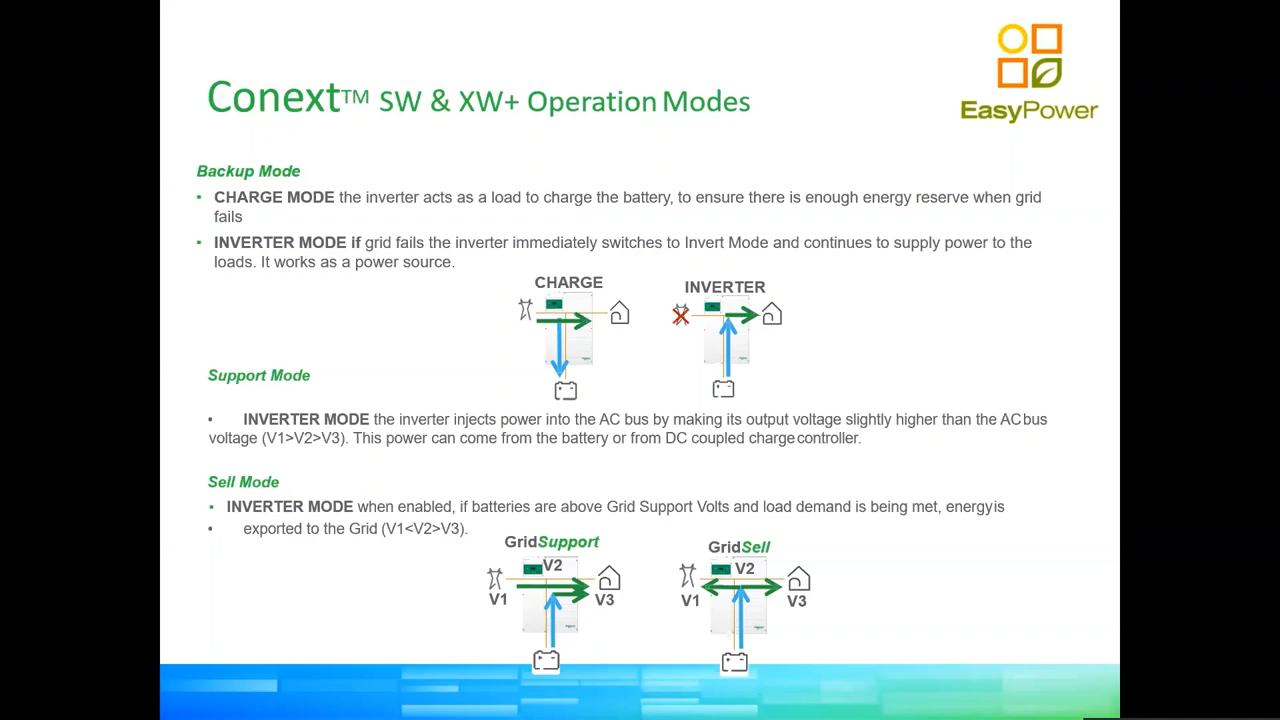 EasyPower
Conext™ SW & XW+ Operation Modes
Backup Mode
▪ CHARGE MODE the inverter acts as a load to charge the battery, to ensure there is enough energy reserve when grid
fails
▪ INVERTER MODE if grid fails the inverter immediately switches to Invert Mode and continues to supply power to the
loads. It works as a power source.
CHARGE
INVERTER
Support Mode
• INVERTER MODE the inverter injects power into the AC bus by making its output voltage slightly higher than the AC bus
voltage (V1>V2>V3). This power can come from the battery or from DC coupled charge controller.
Sell Mode
▪ INVERTER MODE when enabled, if batteries are above Grid Support Volts and load demand is being met, energy is
• exported to the Grid (V1<V2>V3).
GridSupport
GridSell
V2
V2
V1
V3
V1
V3